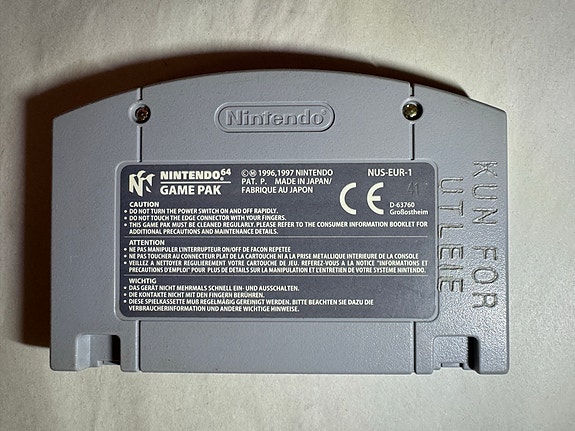 Nintendo®
NINTENDO 64
GAME PAK
©Ⓜ 1996,1997 NINTENDO
PAT. P. MADE IN JAPAN/
FABRIQUE AU JAPON
NUS-EUR-1
41
CE
D-63760
Großostheim
CAUTION
• DO NOT TURN THE POWER SWITCH ON AND OFF RAPIDLY.
• DO NOT TOUCH THE EDGE CONNECTOR WITH YOUR FINGERS.
• THIS GAME PAK MUST BE CLEANED REGULARLY. PLEASE REFER TO THE CONSUMER INFORMATION BOOKLET FOR
ADDITIONAL PRECAUTIONS AND MAINTENANCE DETAILS.
ATTENTION
• NE PAS MANIPULER L'INTERRUPTEUR ON/OFF DE FACON REPETEE
• NE PAS TOUCHER AU CONNECTEUR PLAT DE LA CARTOUCHE NI A LA PRISE METALLIQUE INTERIEURE DE LA CONSOLE
• VEILLEZ A NETTOYER REGULIEREMENT VOTRE CARTOUCHE DE JEU. REFEREZ-VOUS A LA NOTICE "INFORMATIONS ET
PRECAUTIONS D'EMPLOI" POUR PLUS DE DETAILS SUR LA MANIPULATION ET L'ENTRETIEN DE VOTRE SYSTÈME NINTENDO.
WICHTIG
• DAS GERÄT NICHT MEHRMALS SCHNELL EIN- UND AUSSCHALTEN.
• DIE KONTAKTE NICHT MIT DEN FINGERN BERÜHREN.
• DIESE SPIELKASSETTE MUß REGELMÄßIG GEREINIGT WERDEN. BITTE BEACHTEN SIE DAZU DIE
VERBRAUCHERINFORMATION UND ANDERE WICHTIGE HINWEISE.
KUN FOR
UTLEIE